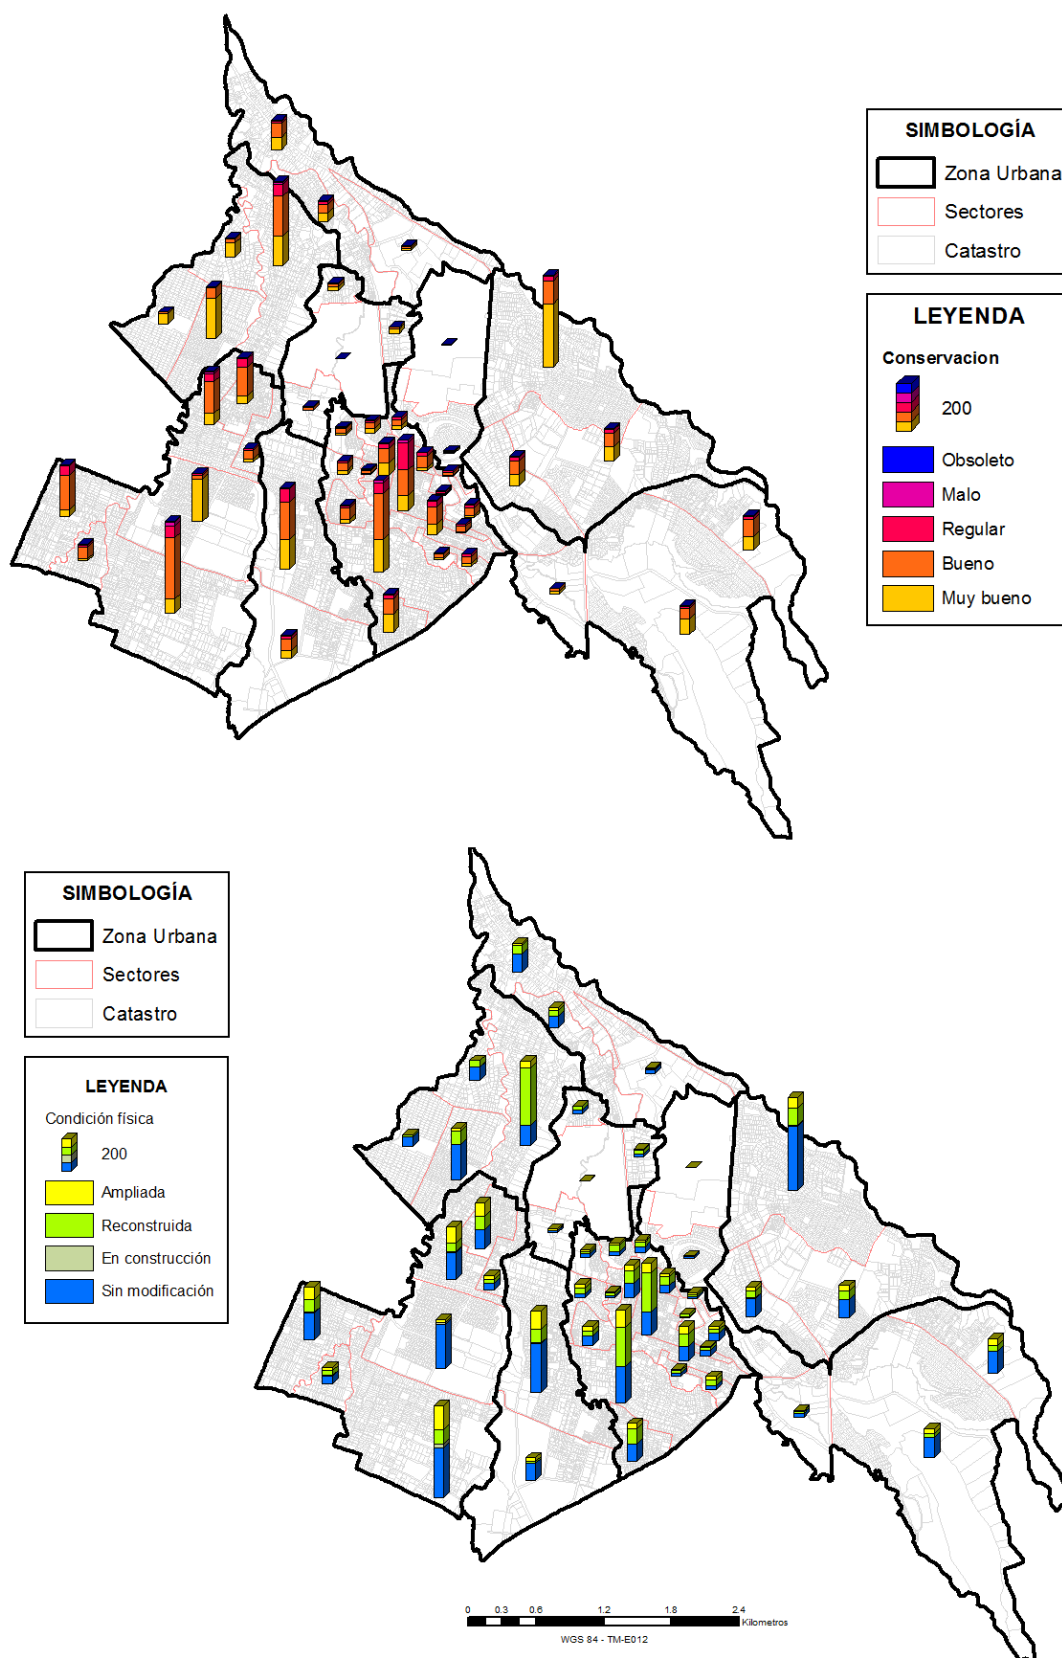 SIMBOLOGÍA
Zona Urbana
Sectores
Catastro
LEYENDA
Conservacion
200
Obsoleto
Malo
Regular
Bueno
Muy bueno
SIMBOLOGÍA
Zona Urbana
Sectores
Catastro
LEYENDA
Condición física
200
Ampliada
Reconstruida
En construcción
Sin modificación
0 0.3 0.6 1.2 1.8 2.4
Kilometros
WGS 84 - TM-E012